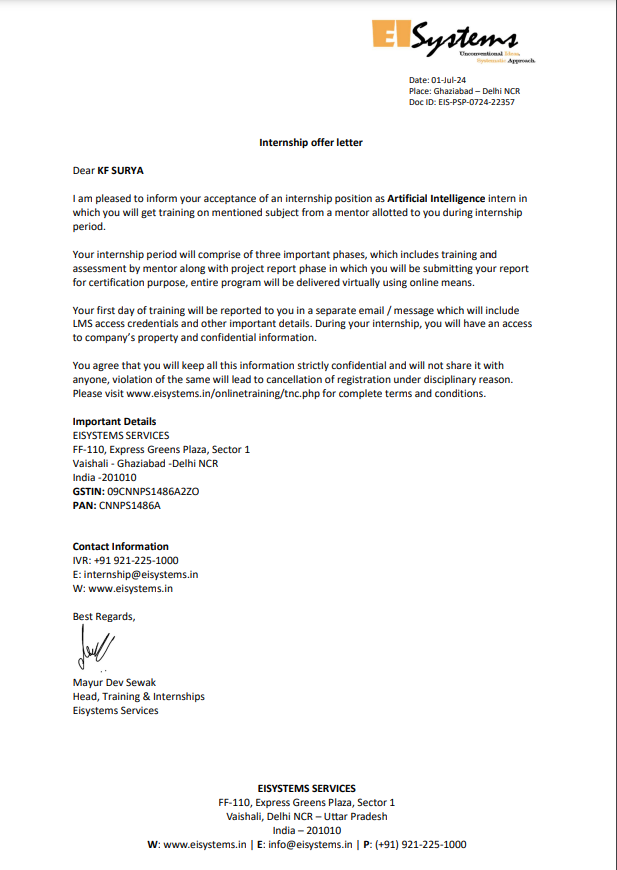 EISystems
Unconventional Ideas,
Systematic Approach.
Date: 01-Jul-24
Place: Ghaziabad – Delhi NCR
Doc ID: EIS-PSP-0724-22357
Internship offer letter
Dear KF SURYA
I am pleased to inform your acceptance of an internship position as Artificial Intelligence intern in
which you will get training on mentioned subject from a mentor allotted to you during internship
period.
Your internship period will comprise of three important phases, which includes training and
assessment by mentor along with project report phase in which you will be submitting your report
for certification purpose, entire program will be delivered virtually using online means.
Your first day of training will be reported to you in a separate email / message which will include
LMS access credentials and other important details. During your internship, you will have an access
to company's property and confidential information.
You agree that you will keep all this information strictly confidential and will not share it with
anyone, violation of the same will lead to cancellation of registration under disciplinary reason.
Please visit www.eisystems.in/onlinetraining/tnc.php for complete terms and conditions.
Important Details
EISYSTEMS SERVICES
FF-110, Express Greens Plaza, Sector 1
Vaishali - Ghaziabad -Delhi NCR
India -201010
GSTIN: 09CNNPS1486A2ZO
PAN: CNNPS1486A
Contact Information
IVR: +91 921-225-1000
E: internship@eisystems.in
W: www.eisystems.in
Best Regards,
Mayur Dev Sewak
Head, Training & Internships
Eisystems Services
EISYSTEMS SERVICES
FF-110, Express Greens Plaza, Sector 1
Vaishali, Delhi NCR – Uttar Pradesh
India – 201010
W: www.eisystems.in | E: info@eisystems.in | P: (+91) 921-225-1000